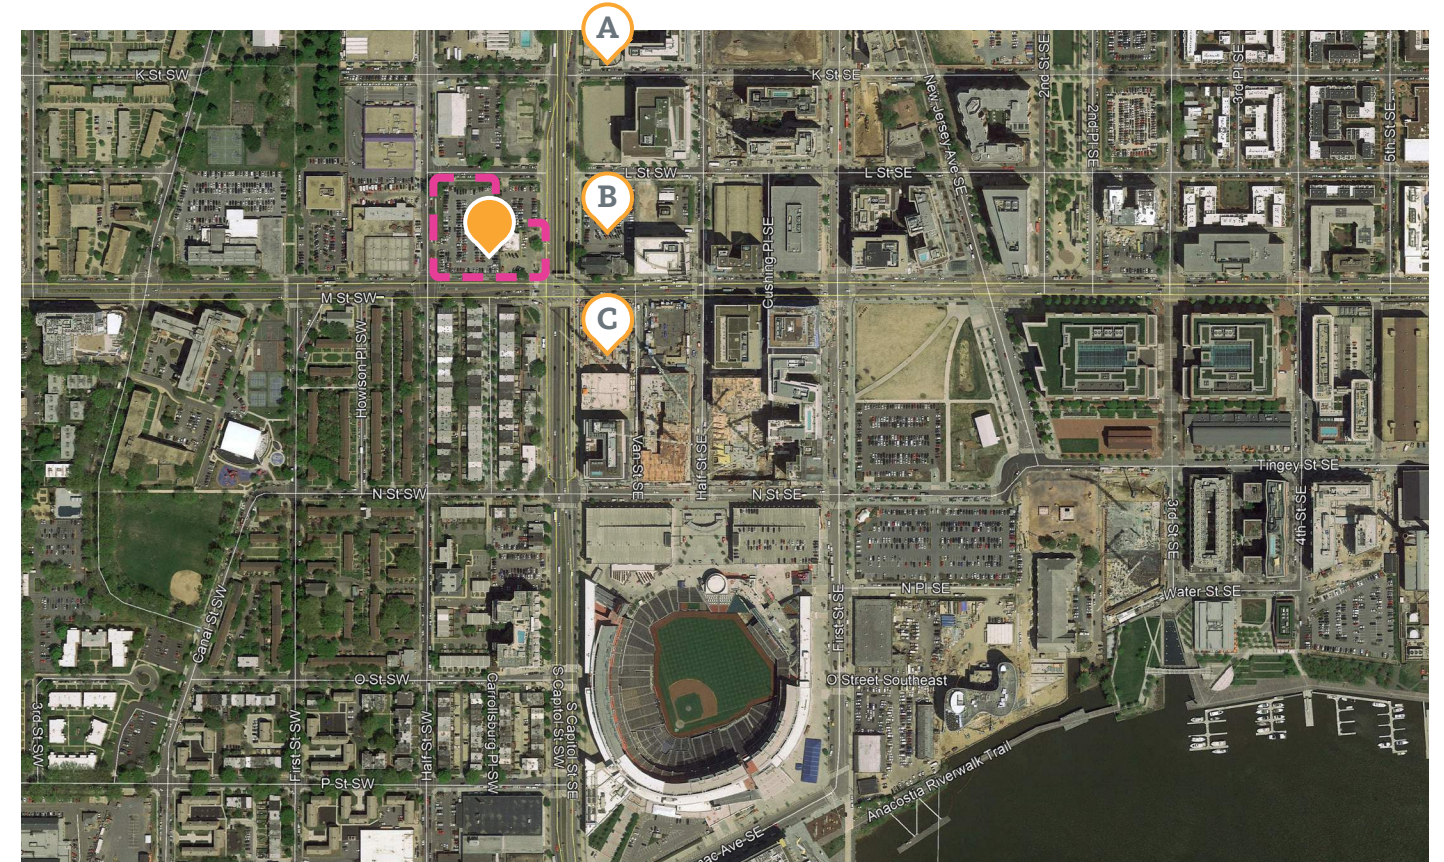 A
K St SW
K St SE
New Jersey Ave SE
2nd St SE
2nd Pl SE
3rd Pl SE
5th St SE
L St SW
L St SE
B
Cushing Pl SE
M St SW
C
Howison Pl SW
Van St SE
Half St SE
N St SW
N St SE
Tingey St SE
3rd St SE
4th St SE
Canal St SW
First St SE
N Pl SE
Water St SE
O St SW
O Street Southeast
3rd St SW
First St SW
Half St SW
Carrollsburg Pl SW
S Capitol St SW
S Capitol St SE
P St SW
Anacostia Riverwalk Trail
Ave SE